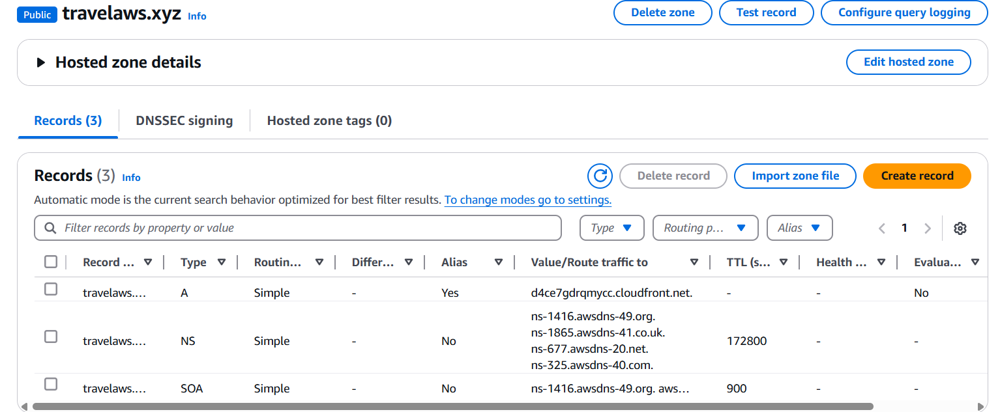 Public travelaws.xyz Info
Delete zone Test record Configure query logging
Hosted zone details Edit hosted zone
Records (3) DNSSEC signing Hosted zone tags (0)
Records (3) Info Delete record Import zone file Create record
Automatic mode is the current search behavior optimized for best filter results. To change modes go to settings.
Filter records by property or value Type Routing p... Alias 1
Record ... Type Routin... Differ... Alias Value/Route traffic to TTL (s... Health ... Evalua...
travelaws.... A Simple - Yes d4ce7gdrqmycc.cloudfront.net. - - No
ns-1416.awsdns-49.org.
ns-1865.awsdns-41.co.uk.
travelaws.... NS Simple - No 172800 - -
ns-677.awsdns-20.net.
ns-325.awsdns-40.com.
travelaws.... SOA Simple - No ns-1416.awsdns-49.org. aws... 900 - -